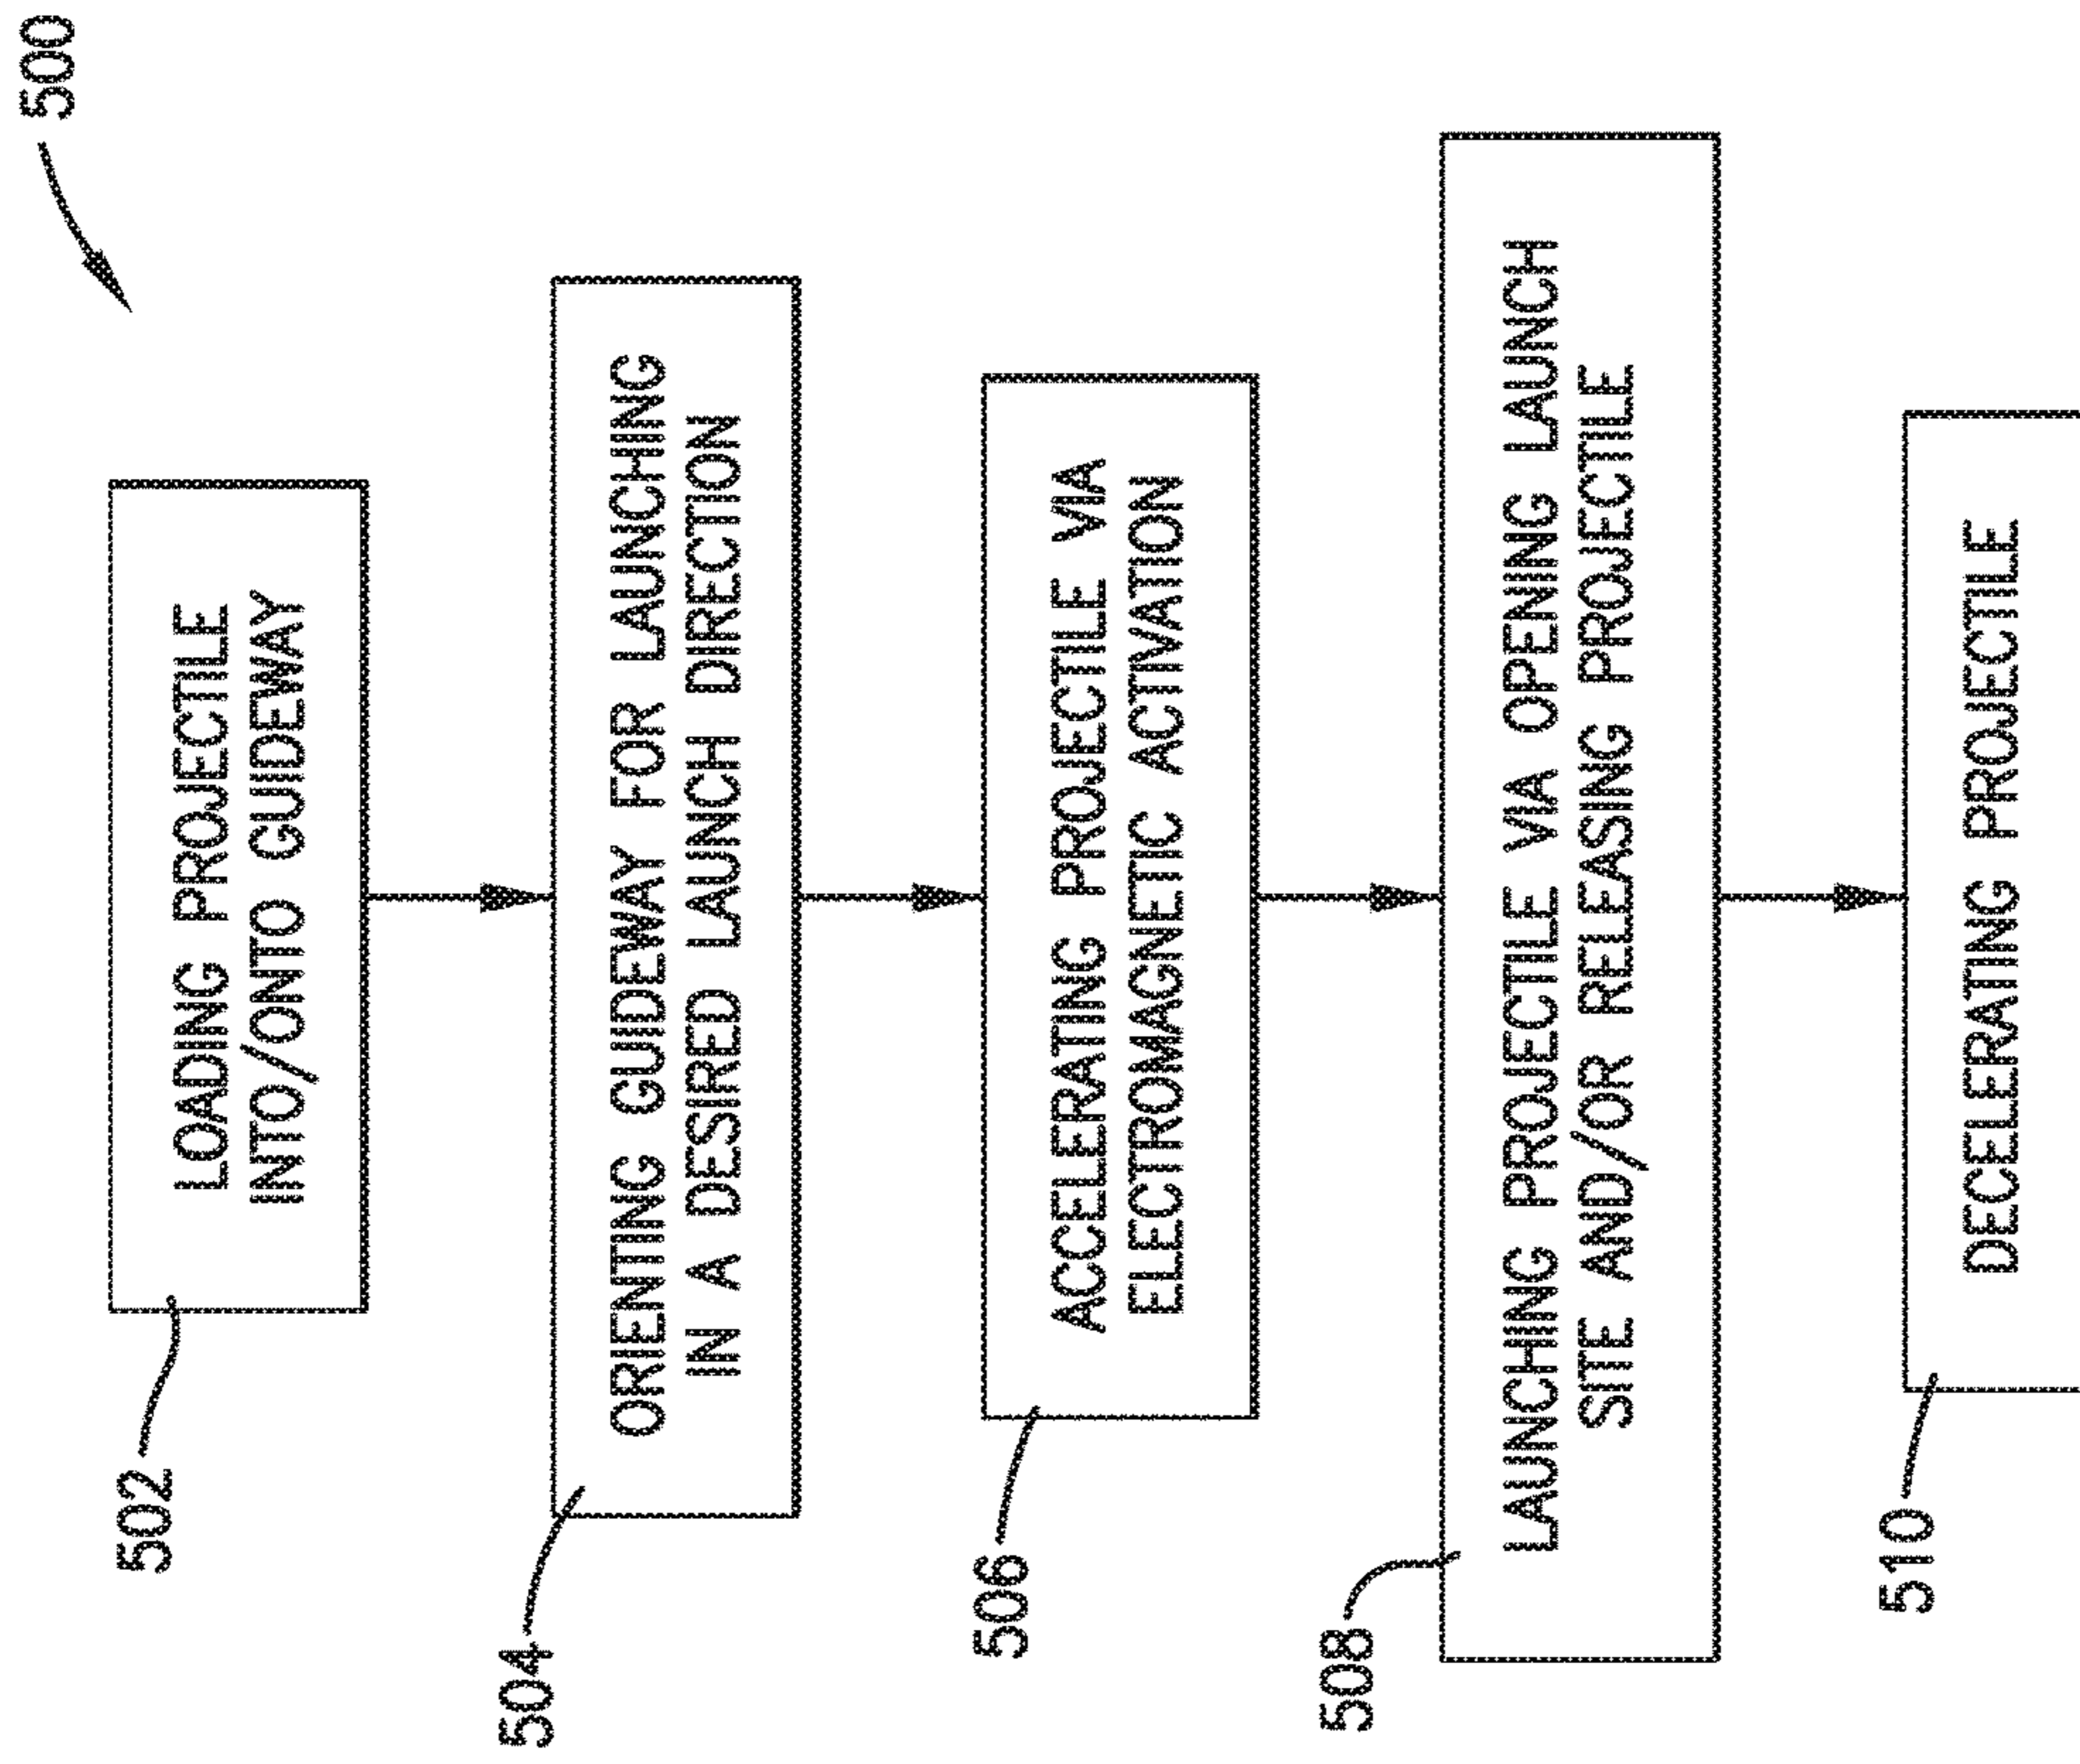 500
502
LOADING PROJECTILE
INTO/ONTO GUIDEWAY
504
ORIENTING GUIDEWAY FOR LAUNCHING
IN A DESIRED LAUNCH DIRECTION
506
ACCELERATING PROJECTILE VIA
ELECTROMAGNETIC ACTIVATION
508
LAUNCHING PROJECTILE VIA OPENING LAUNCH
SITE AND/OR RELEASING PROJECTILE
510
DECELERATING PROJECTILE